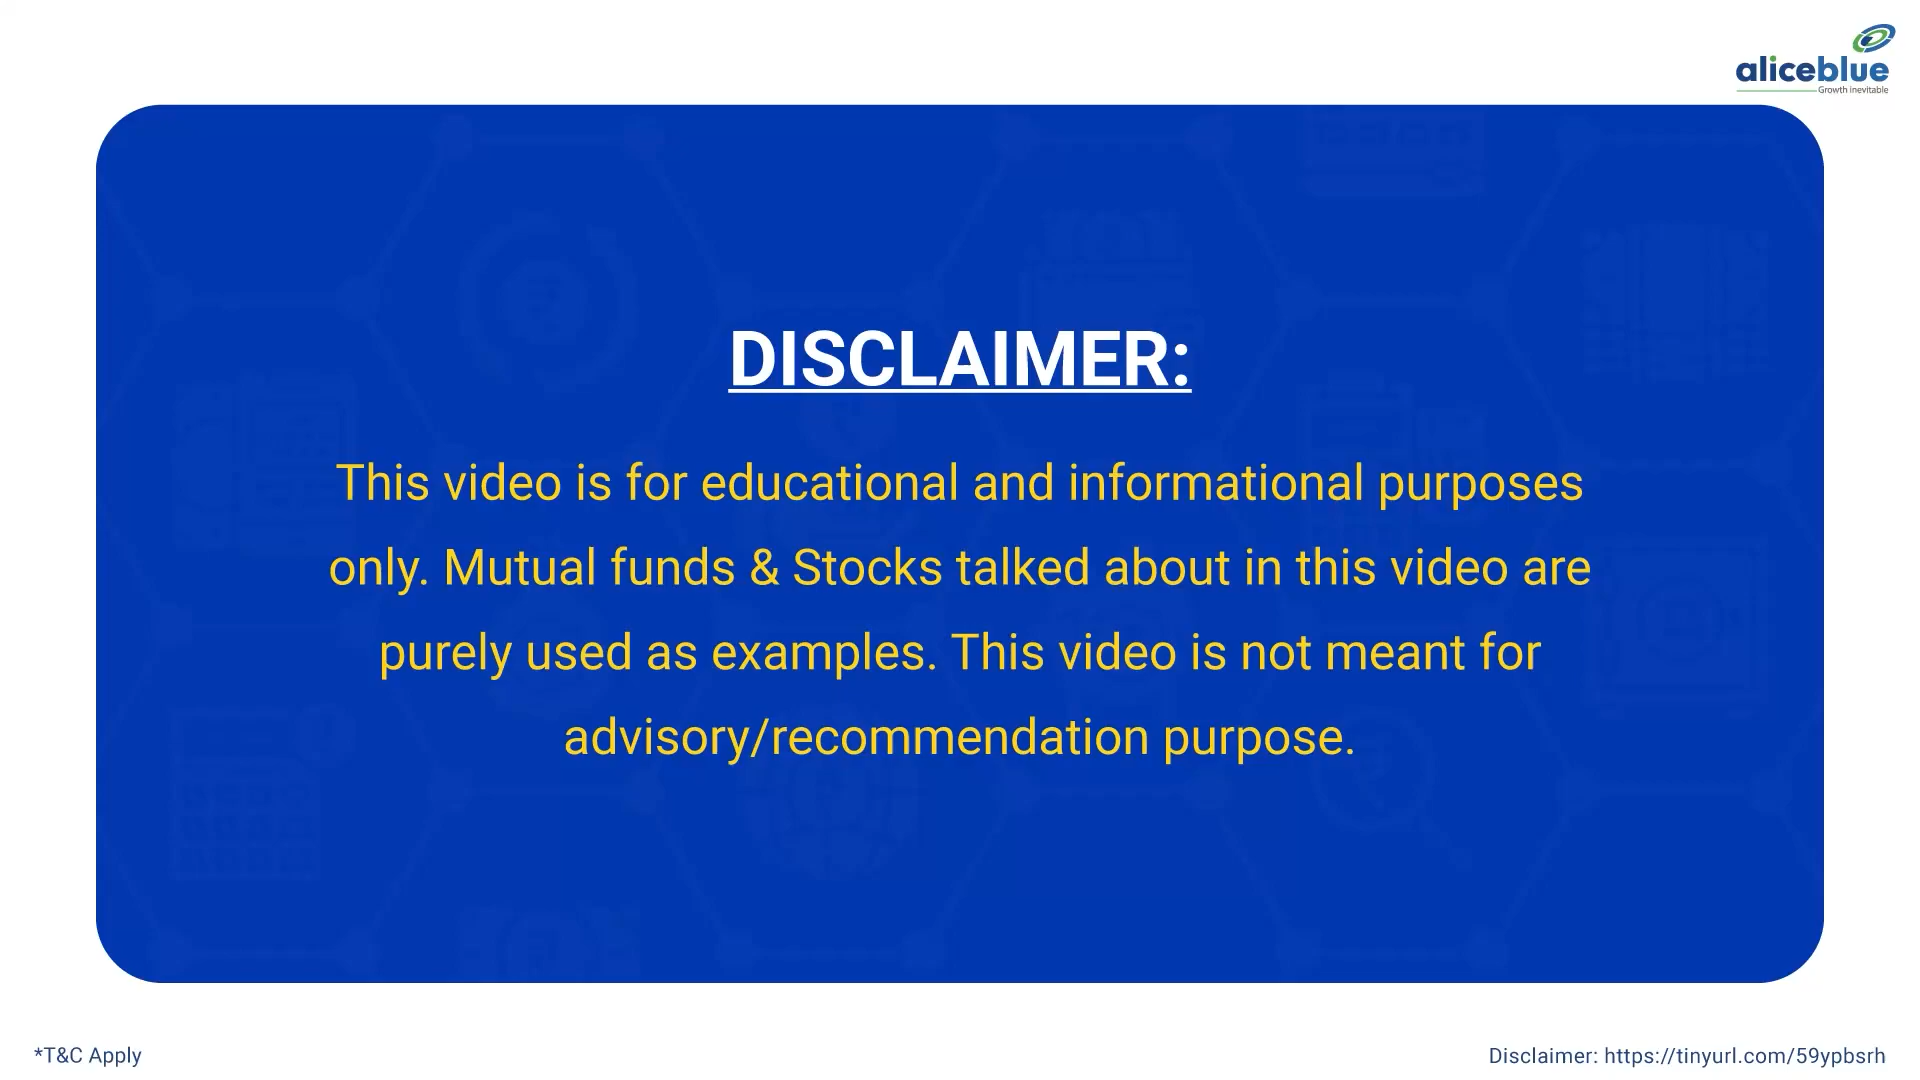 aliceblue
Growth inevitable
DISCLAIMER:
This video is for educational and informational purposes
only. Mutual funds & Stocks talked about in this video are
purely used as examples. This video is not meant for
advisory/recommendation purpose.
*T&C Apply
Disclaimer: https://tinyurl.com/59ypbsrh